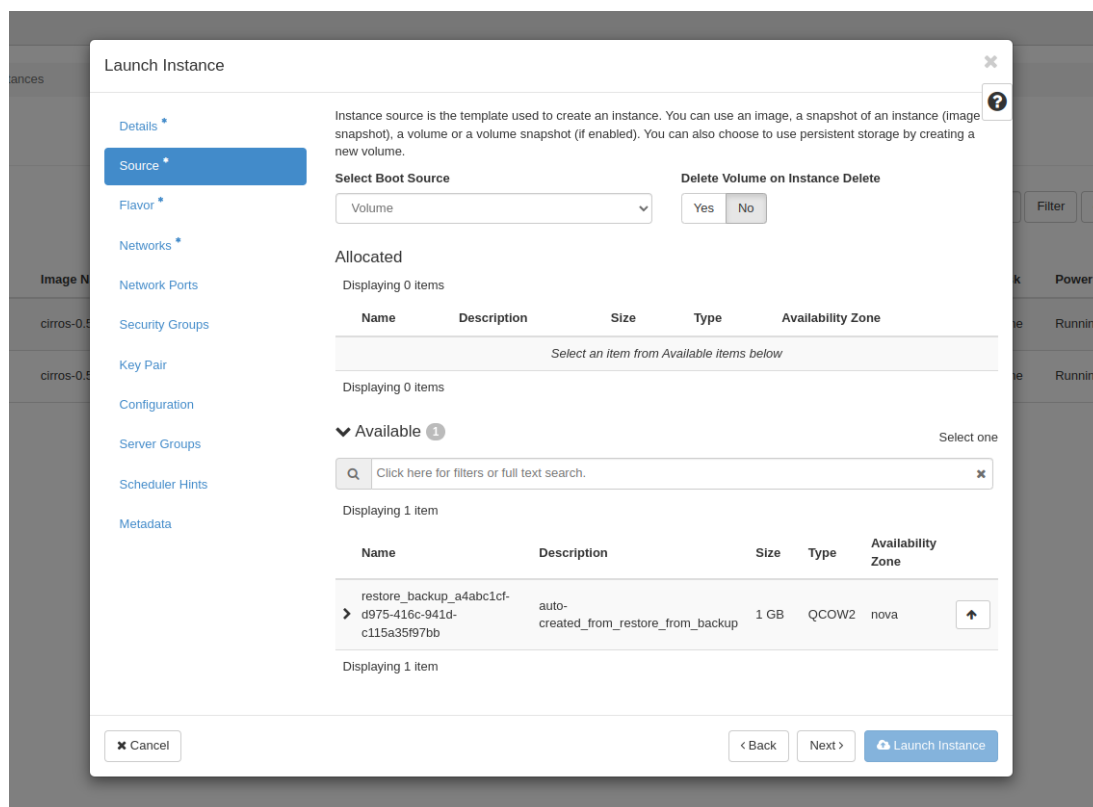 Launch Instance
tances
Details *
Source *
Flavor *
Networks *
Network Ports
Security Groups
Key Pair
Configuration
Server Groups
Scheduler Hints
Metadata
Instance source is the template used to create an instance. You can use an image, a snapshot of an instance (image
snapshot), a volume or a volume snapshot (if enabled). You can also choose to use persistent storage by creating a
new volume.
Select Boot Source
Delete Volume on Instance Delete
Volume
Yes No
Filter
Allocated
Displaying 0 items
Name Description Size Type Availability Zone
Select an item from Available items below
Displaying 0 items
Image N
cirros-0.5
cirros-0.5
k Power
ne Runnin
ne Runnin
Available 1
Select one
Click here for filters or full text search.
Displaying 1 item
Name Description Size Type Availability
Zone
restore_backup_a4abc1cf-
d975-416c-941d-
c115a35f97bb
auto-
created_from_restore_from_backup
1 GB QCOW2 nova
Displaying 1 item
Cancel
< Back
Next >
Launch Instance